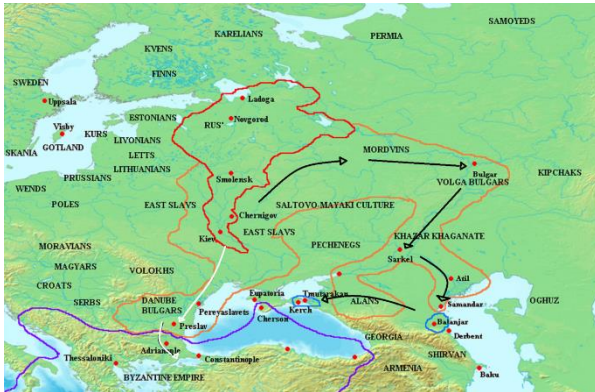 SAMOYEDS
KARELIANS
PERMIA
KVENS
FINNS
SWEDEN
Uppsala
Ladoga
Visby
ESTONIANS
RUS'
Novgorod
KURS
LIVONIANS
GOTLAND
SKANIA
LETTS
MORDVINS
LITHUANIANS
Bulgar
PRUSSIANS
Smolensk
KIPCHAKS
VOLGA BULGARS
WENDS
POLES
EAST SLAVS
SALTOVO-MAYAKI CULTURE
Chernigov
EAST SLAVS
Kiev
KHAZAR KHAGANATE
MORAVIANS
PECHENEGS
Sarkel
MAGYARS
VOLOKHS
Atil
CROATS
DANUBE
BULGARS
Eupatoria
Tmutarakan
SERBS
Pereyaslavets
Kerch
ALANS
Samandar
OGHUZ
Cherson
Preslav
Balanjar
Derbent
GEORGIA
Adrianople
Thessaloniki
Constantinople
SHIRVAN
ARMENIA
BYZANTINE EMPIRE
Baku